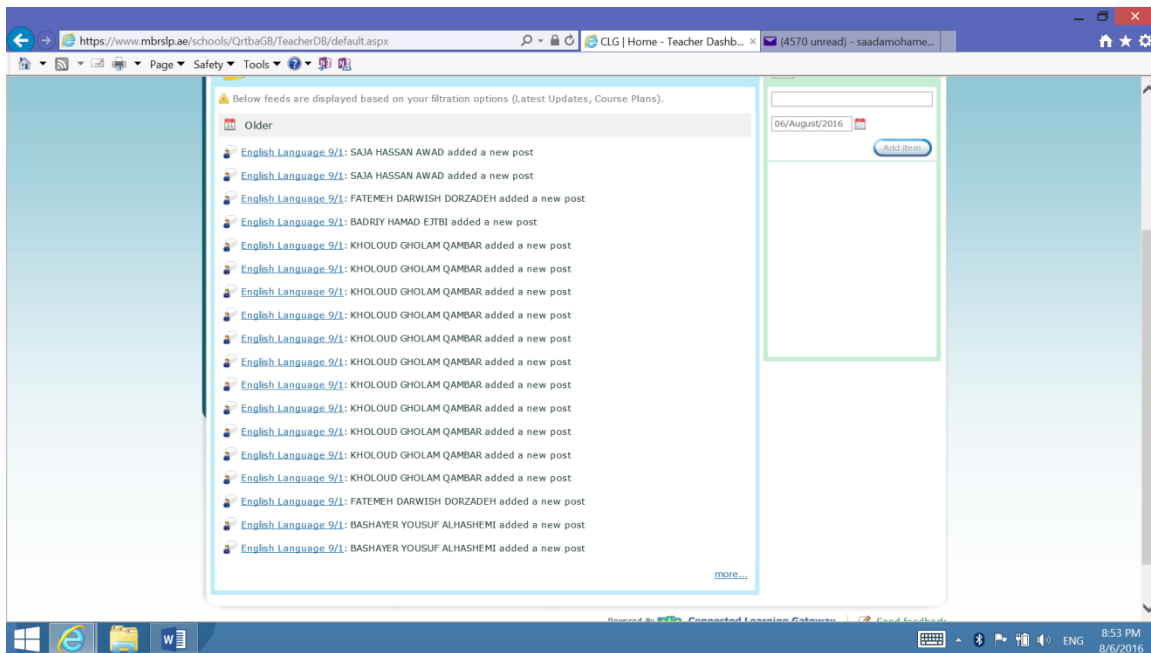 https://www.mbrslp.ae/schools/QrtbaGB/TeacherDB/default.aspx
CLG | Home - Teacher Dashb...
(4570 unread) - saadamohame...
Page Safety Tools
Below feeds are displayed based on your filtration options (Latest Updates, Course Plans).
Older
English Language 9/1: SAJA HASSAN AWAD added a new post
English Language 9/1: SAJA HASSAN AWAD added a new post
English Language 9/1: FATEMEH DARWISH DORZADEH added a new post
English Language 9/1: BADRIY HAMAD EJTBI added a new post
English Language 9/1: KHOLOUD GHOLAM QAMBAR added a new post
English Language 9/1: KHOLOUD GHOLAM QAMBAR added a new post
English Language 9/1: KHOLOUD GHOLAM QAMBAR added a new post
English Language 9/1: KHOLOUD GHOLAM QAMBAR added a new post
English Language 9/1: KHOLOUD GHOLAM QAMBAR added a new post
English Language 9/1: KHOLOUD GHOLAM QAMBAR added a new post
English Language 9/1: KHOLOUD GHOLAM QAMBAR added a new post
English Language 9/1: KHOLOUD GHOLAM QAMBAR added a new post
English Language 9/1: KHOLOUD GHOLAM QAMBAR added a new post
English Language 9/1: KHOLOUD GHOLAM QAMBAR added a new post
English Language 9/1: KHOLOUD GHOLAM QAMBAR added a new post
English Language 9/1: FATEMEH DARWISH DORZADEH added a new post
English Language 9/1: BASHAYER YOUSUF ALHASHEMI added a new post
English Language 9/1: BASHAYER YOUSUF ALHASHEMI added a new post
more...
06/August/2016
Add item
Powered By Connected Learning Gateway Send feedback
ENG
8:53 PM
8/6/2016